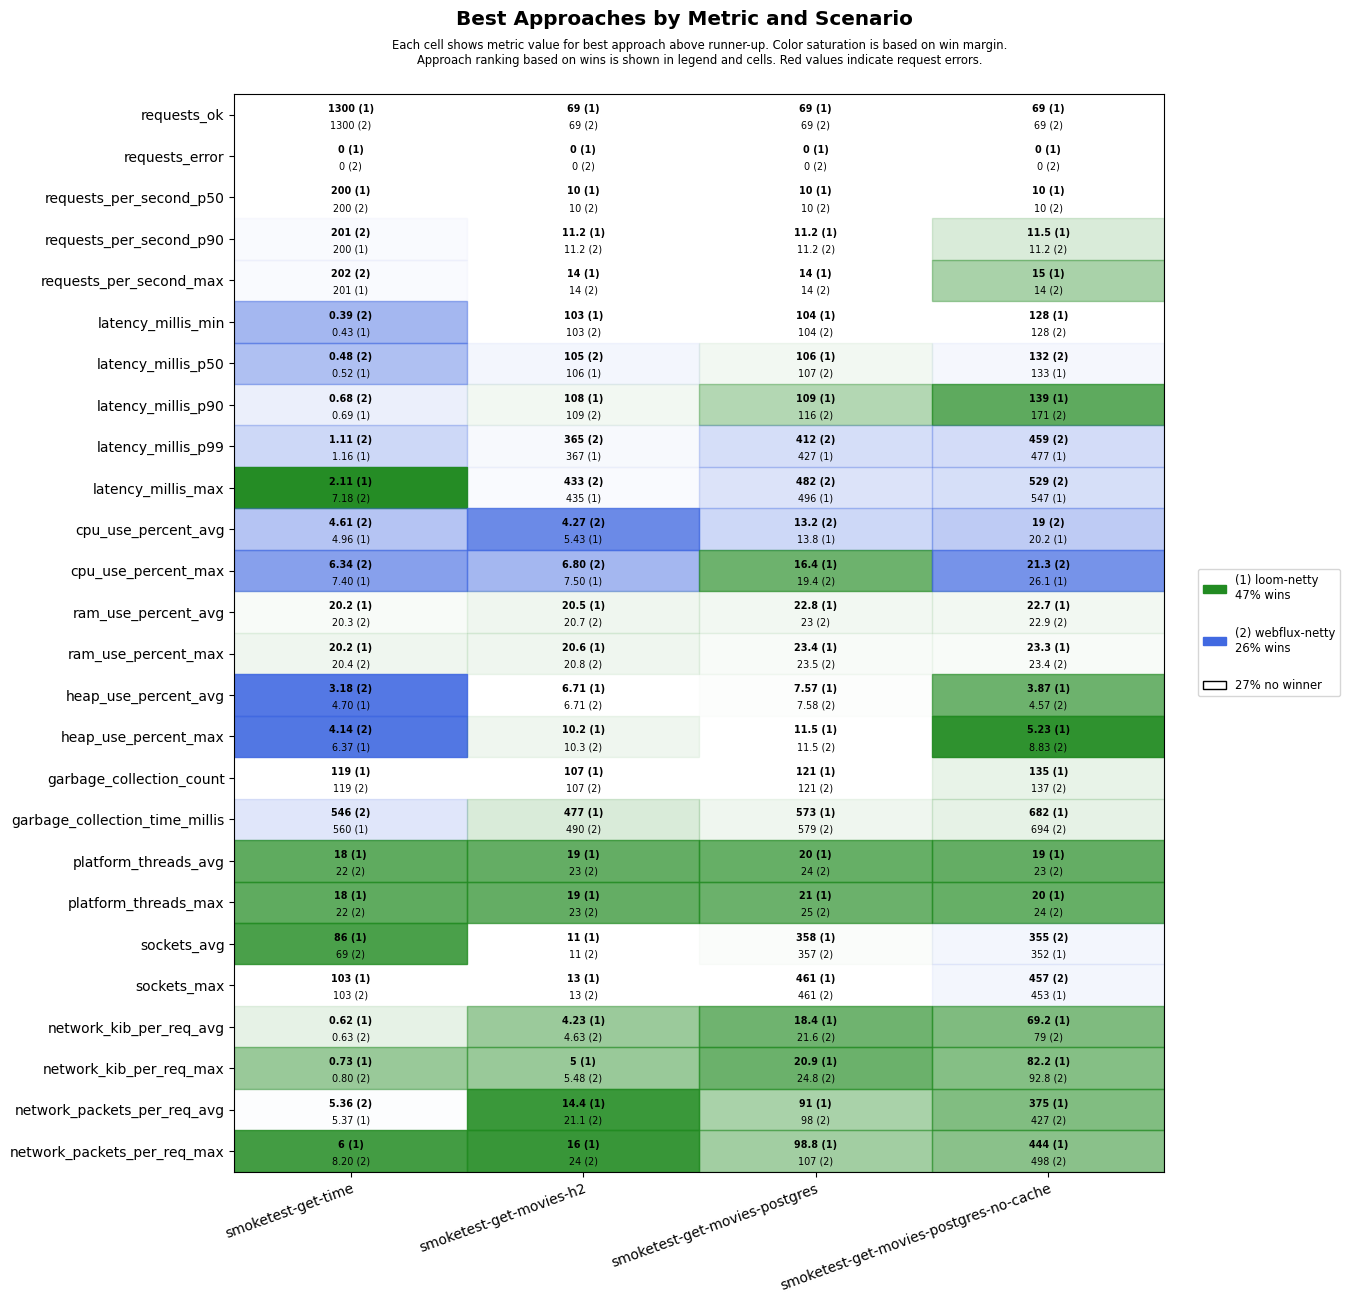 Best Approaches by Metric and Scenario
Each cell shows metric value for best approach above runner-up. Color saturation is based on win margin.
Approach ranking based on wins is shown in legend and cells. Red values indicate request errors.
requests_ok
1300 (1) 69 (1) 69 (1) 69 (1)
1300 (2) 69 (2) 69 (2) 69 (2)
requests_error
0 (1) 0 (1) 0 (1) 0 (1)
0 (2) 0 (2) 0 (2) 0 (2)
requests_per_second_p50
200 (1) 10 (1) 10 (1) 10 (1)
200 (2) 10 (2) 10 (2) 10 (2)
requests_per_second_p90
201 (2) 11.2 (1) 11.2 (1) 11.5 (1)
200 (1) 11.2 (2) 11.2 (2) 11.2 (2)
requests_per_second_max
202 (2) 14 (1) 14 (1) 15 (1)
201 (1) 14 (2) 14 (2) 14 (2)
latency_millis_min
0.39 (2) 103 (1) 104 (1) 128 (1)
0.43 (1) 103 (2) 104 (2) 128 (2)
latency_millis_p50
0.48 (2) 105 (2) 106 (1) 132 (2)
0.52 (1) 106 (1) 107 (2) 133 (1)
latency_millis_p90
0.68 (2) 108 (1) 109 (1) 139 (1)
0.69 (1) 109 (2) 116 (2) 171 (2)
latency_millis_p99
1.11 (2) 365 (2) 412 (2) 459 (2)
1.16 (1) 367 (1) 427 (1) 477 (1)
latency_millis_max
2.11 (1) 433 (2) 482 (2) 529 (2)
7.18 (2) 435 (1) 496 (1) 547 (1)
cpu_use_percent_avg
4.61 (2) 4.27 (2) 13.2 (2) 19 (2)
4.96 (1) 5.43 (1) 13.8 (1) 20.2 (1)
cpu_use_percent_max
6.34 (2) 6.80 (2) 16.4 (1) 21.3 (2)
7.40 (1) 7.50 (1) 19.4 (2) 26.1 (1)
ram_use_percent_avg
20.2 (1) 20.5 (1) 22.8 (1) 22.7 (1)
20.3 (2) 20.7 (2) 23 (2) 22.9 (2)
ram_use_percent_max
20.2 (1) 20.6 (1) 23.4 (1) 23.3 (1)
20.4 (2) 20.8 (2) 23.5 (2) 23.4 (2)
heap_use_percent_avg
3.18 (2) 6.71 (1) 7.57 (1) 3.87 (1)
4.70 (1) 6.71 (2) 7.58 (2) 4.57 (2)
heap_use_percent_max
4.14 (2) 10.2 (1) 11.5 (1) 5.23 (1)
6.37 (1) 10.3 (2) 11.5 (2) 8.83 (2)
garbage_collection_count
119 (1) 107 (1) 121 (1) 135 (1)
119 (2) 107 (2) 121 (2) 137 (2)
garbage_collection_time_millis
546 (2) 477 (1) 573 (1) 682 (1)
560 (1) 490 (2) 579 (2) 694 (2)
platform_threads_avg
18 (1) 19 (1) 20 (1) 19 (1)
22 (2) 23 (2) 24 (2) 23 (2)
platform_threads_max
18 (1) 19 (1) 21 (1) 20 (1)
22 (2) 23 (2) 25 (2) 24 (2)
sockets_avg
86 (1) 11 (1) 358 (1) 355 (2)
69 (2) 11 (2) 357 (2) 352 (1)
sockets_max
103 (1) 13 (1) 461 (1) 457 (2)
103 (2) 13 (2) 461 (2) 453 (1)
network_kib_per_req_avg
0.62 (1) 4.23 (1) 18.4 (1) 69.2 (1)
0.63 (2) 4.63 (2) 21.6 (2) 79 (2)
network_kib_per_req_max
0.73 (1) 5 (1) 20.9 (1) 82.2 (1)
0.80 (2) 5.48 (2) 24.8 (2) 92.8 (2)
network_packets_per_req_avg
5.36 (2) 14.4 (1) 91 (1) 375 (1)
5.37 (1) 21.1 (2) 98 (2) 427 (2)
network_packets_per_req_max
6 (1) 16 (1) 98.8 (1) 444 (1)
8.20 (2) 24 (2) 107 (2) 498 (2)
smoketest-get-time
smoketest-get-movies-h2
smoketest-get-movies-postgres
smoketest-get-movies-postgres-no-cache
(1) loom-netty
47% wins
(2) webflux-netty
26% wins
27% no winner